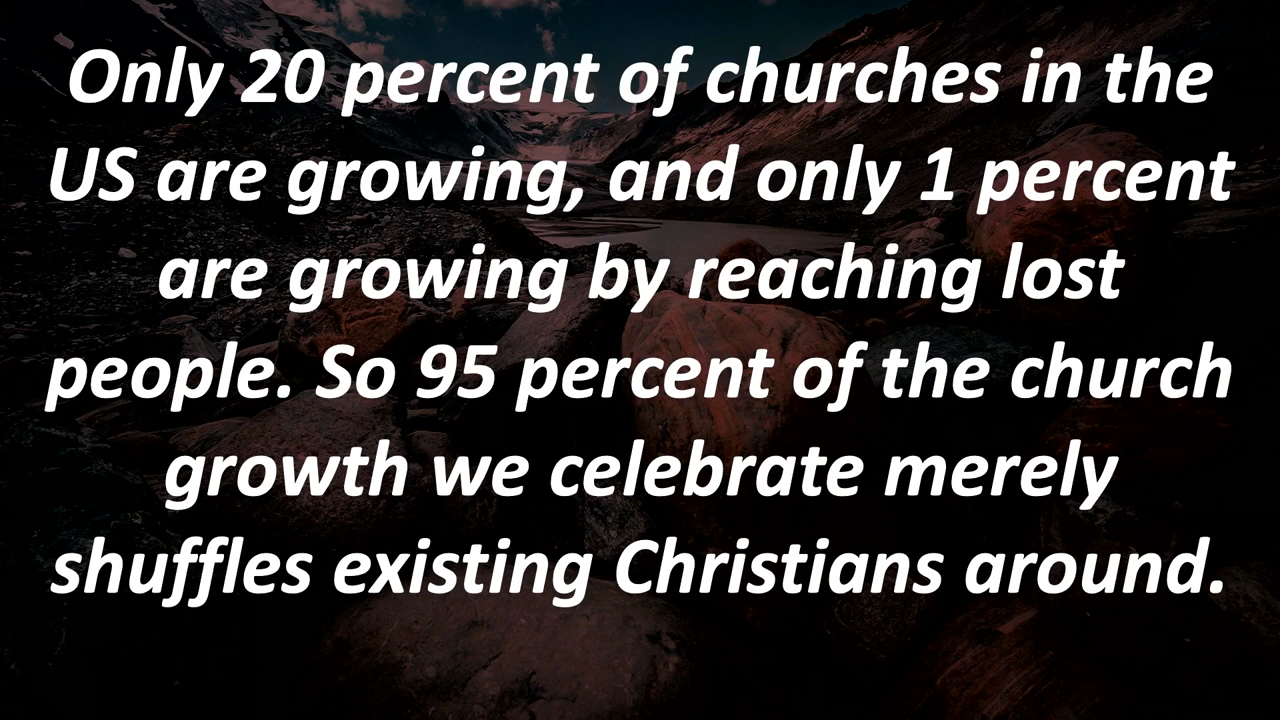 Only 20 percent of churches in the
US are growing, and only 1 percent
are growing by reaching lost
people. So 95 percent of the church
growth we celebrate merely
shuffles existing Christians around.